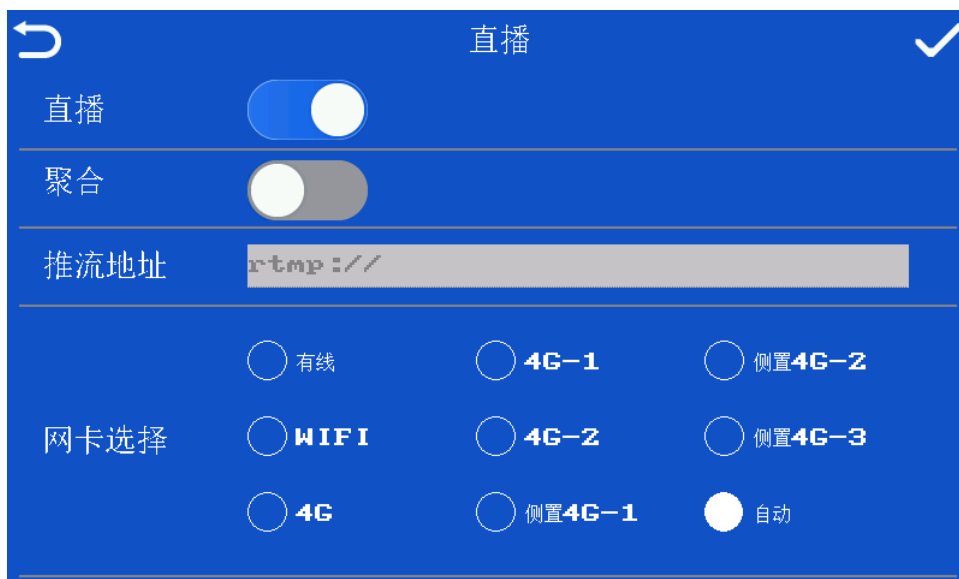 直播
直播
聚合
推流地址 rtmp://
有线 4G-1 侧置4G-2
网卡选择 WIFI 4G-2 侧置4G-3
4G 侧置4G-1 自动